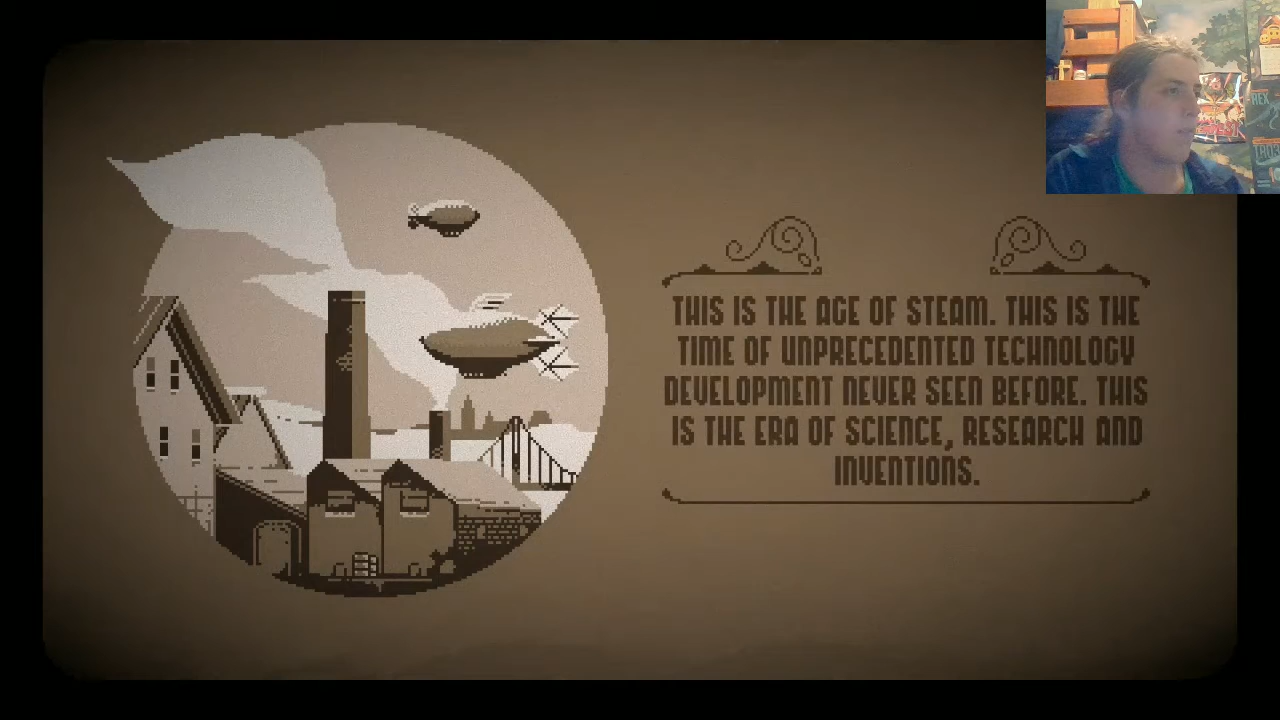 THIS IS THE AGE OF STEAM. THIS IS THE
TIME OF UNPRECEDENTED TECHNOLOGY
DEVELOPMENT NEVER SEEN BEFORE. THIS
IS THE ERA OF SCIENCE, RESEARCH AND
INVENTIONS.